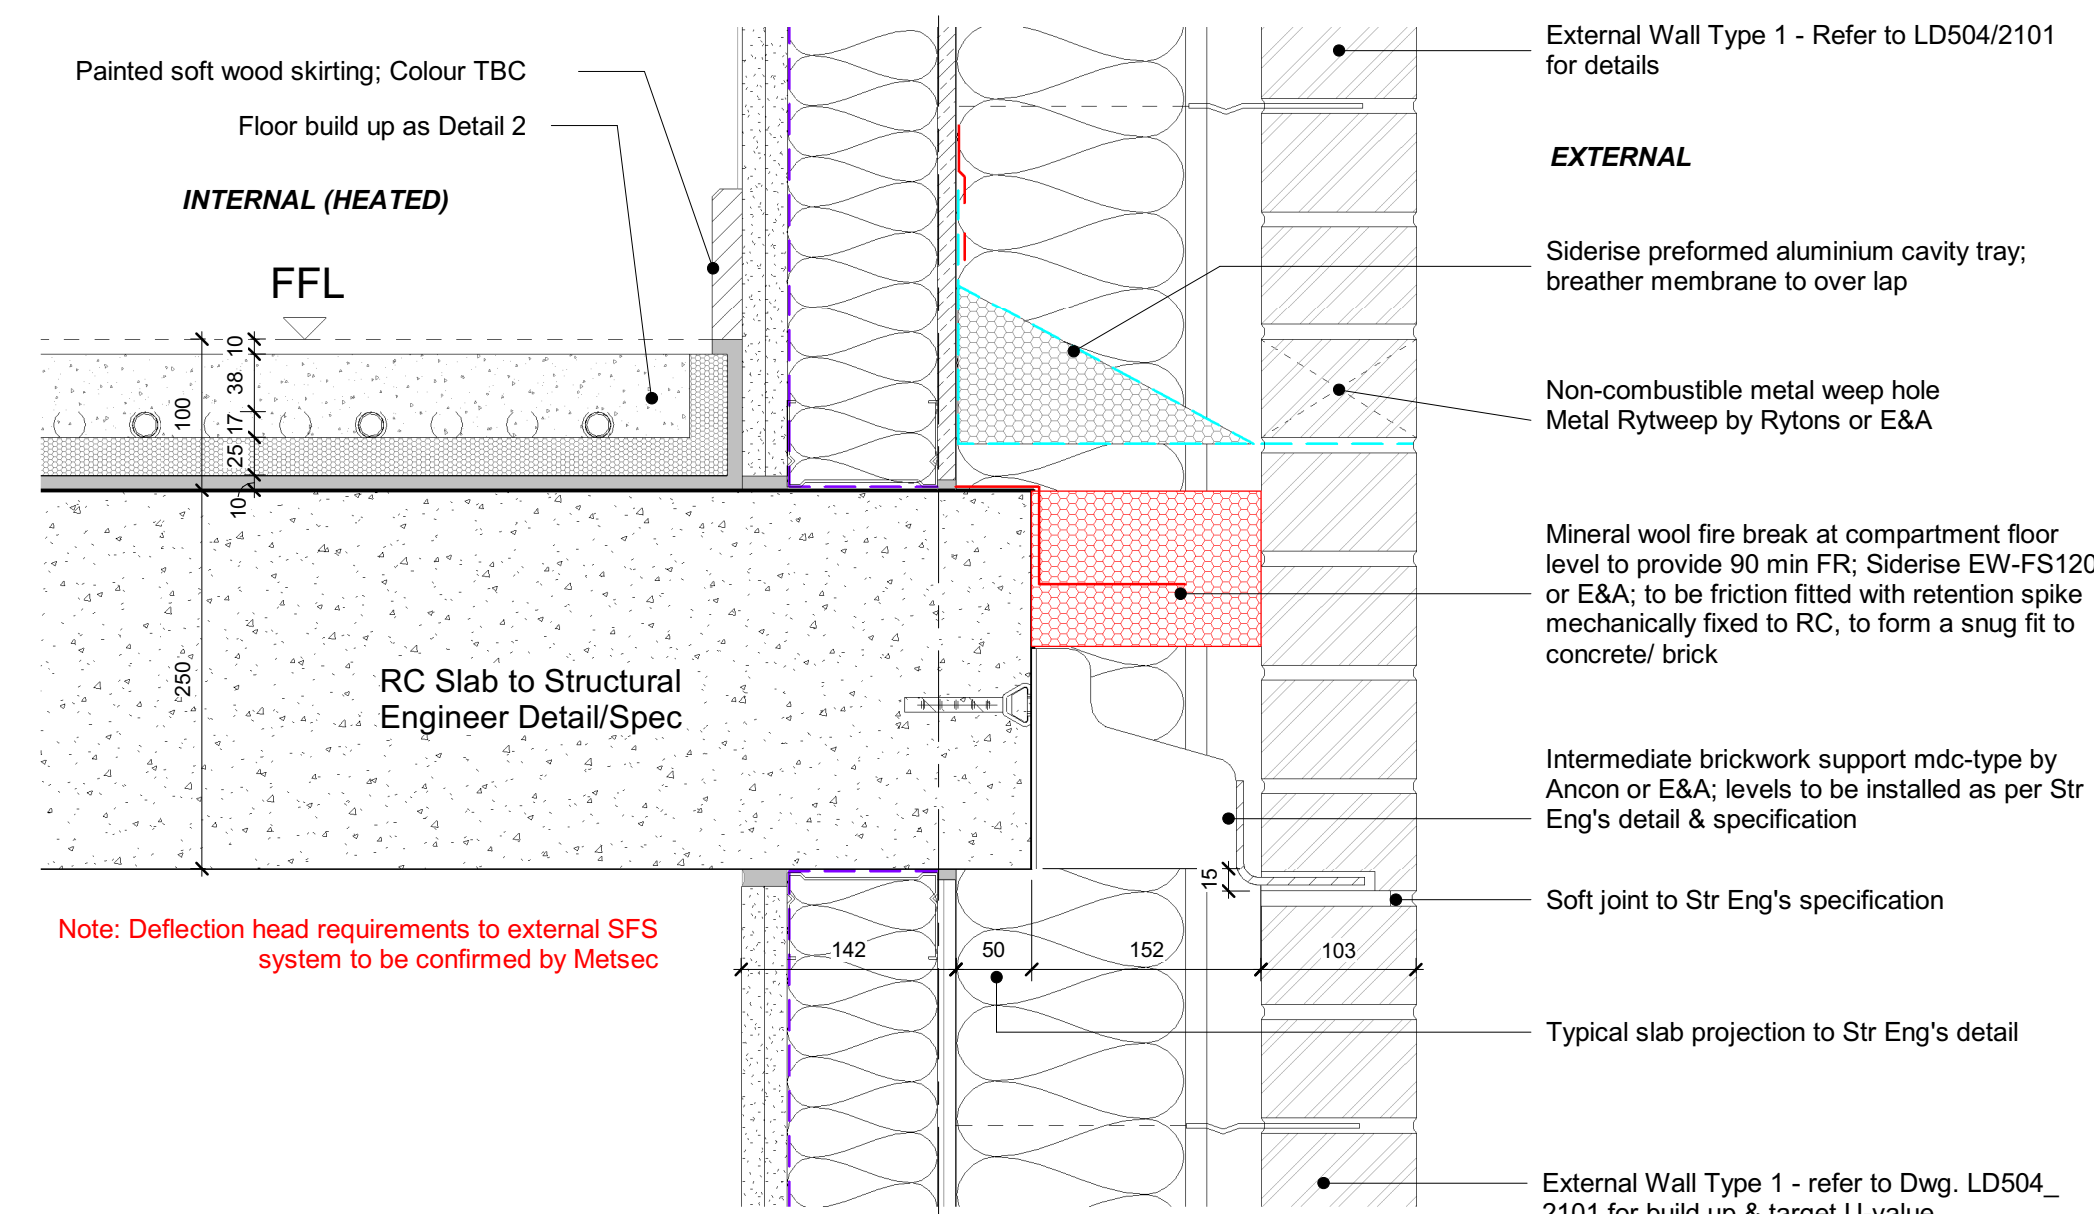 Painted soft wood skirting; Colour TBC
Floor build up as Detail 2
INTERNAL (HEATED)
FFL
10
38
17
25
10
100
250
RC Slab to Structural
Engineer Detail/Spec
Note: Deflection head requirements to external SFS
system to be confirmed by Metsec
142
50
152
103
15
External Wall Type 1 - Refer to LD504/2101
for details
EXTERNAL
Siderise preformed aluminium cavity tray;
breather membrane to over lap
Non-combustible metal weep hole
Metal Rytweep by Rytons or E&A
Mineral wool fire break at compartment floor
level to provide 90 min FR; Siderise EW-FS120
or E&A; to be friction fitted with retention spike
mechanically fixed to RC, to form a snug fit to
concrete/ brick
Intermediate brickwork support mdc-type by
Ancon or E&A; levels to be installed as per Str
Eng's detail & specification
Soft joint to Str Eng's specification
Typical slab projection to Str Eng's detail
External Wall Type 1 - refer to Dwg. LD504_
2101 for build up & target U-value